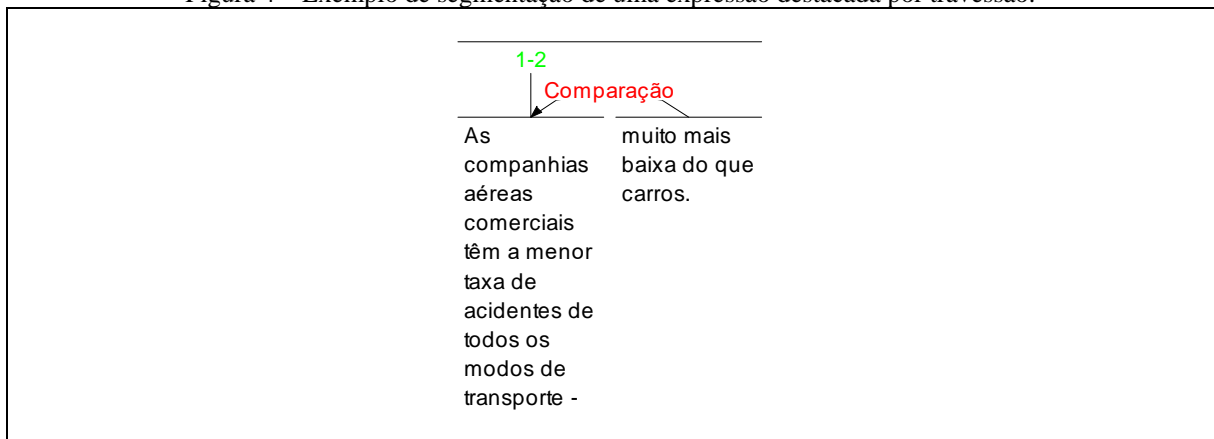 Figura 4 – Exemplo de segmentação de uma expressão destacada por travessão.
1-2
Comparação
As
companhias
aéreas
comerciais
têm a menor
taxa de
acidentes de
todos os
modos de
transporte -
muito mais
baixa do que
carros.